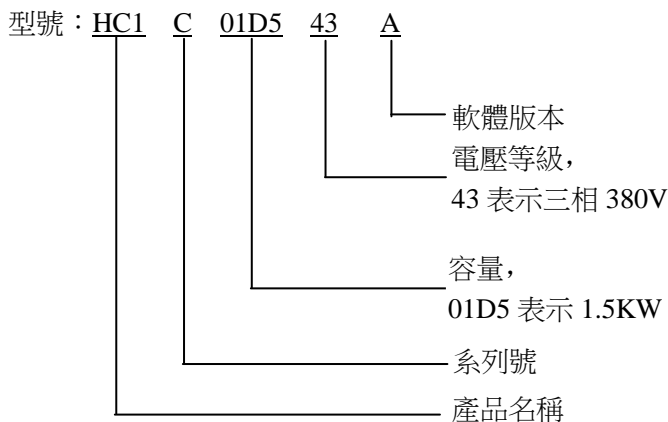 型號：HC1 C 01D5 43 A
軟體版本
電壓等級，
43 表示三相 380V
容量，
01D5 表示 1.5KW
系列號
產品名稱